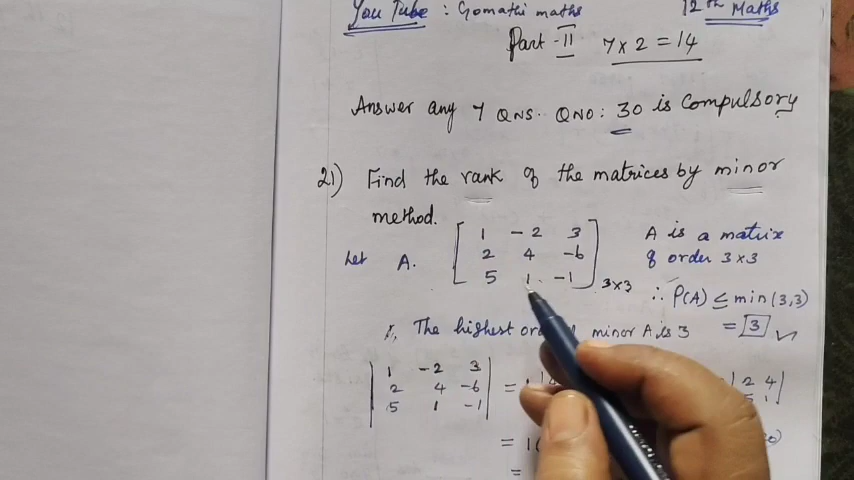 You Tube : Gomathi maths 12th Maths
Part - II 7 x 2 = 14
Answer any 7 QNS. QNO: 30 is Compulsory
21) Find the rank of the matrices by minor
method.
Let A. [ 1 -2 3
2 4 -6
5 1 -1 ] 3x3
A is a matrix
of order 3x3
∴ ρ(A) ≤ min (3,3)
= 3
The highest minor A is 3
| 1 -2 3
2 4 -6
5 1 -1 | =
| 2 4 |
1
= 1(
=